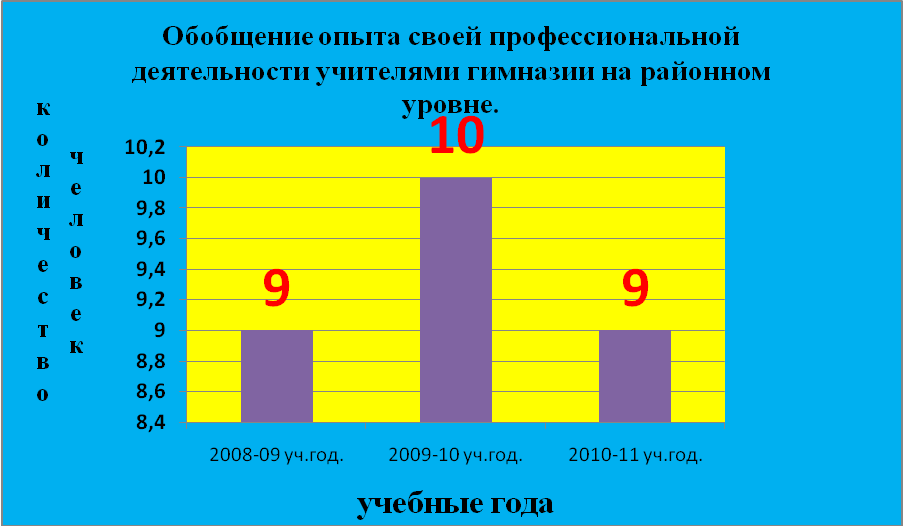 Обобщение опыта своей профессиональной
деятельности учителями гимназии на районном
уровне.
количество
человек
10,2
10
9,8
9,6
9,4
9,2
9
8,8
8,6
8,4
9
10
9
2008-09 уч.год.
2009-10 уч.год.
2010-11 уч.год.
учебные года